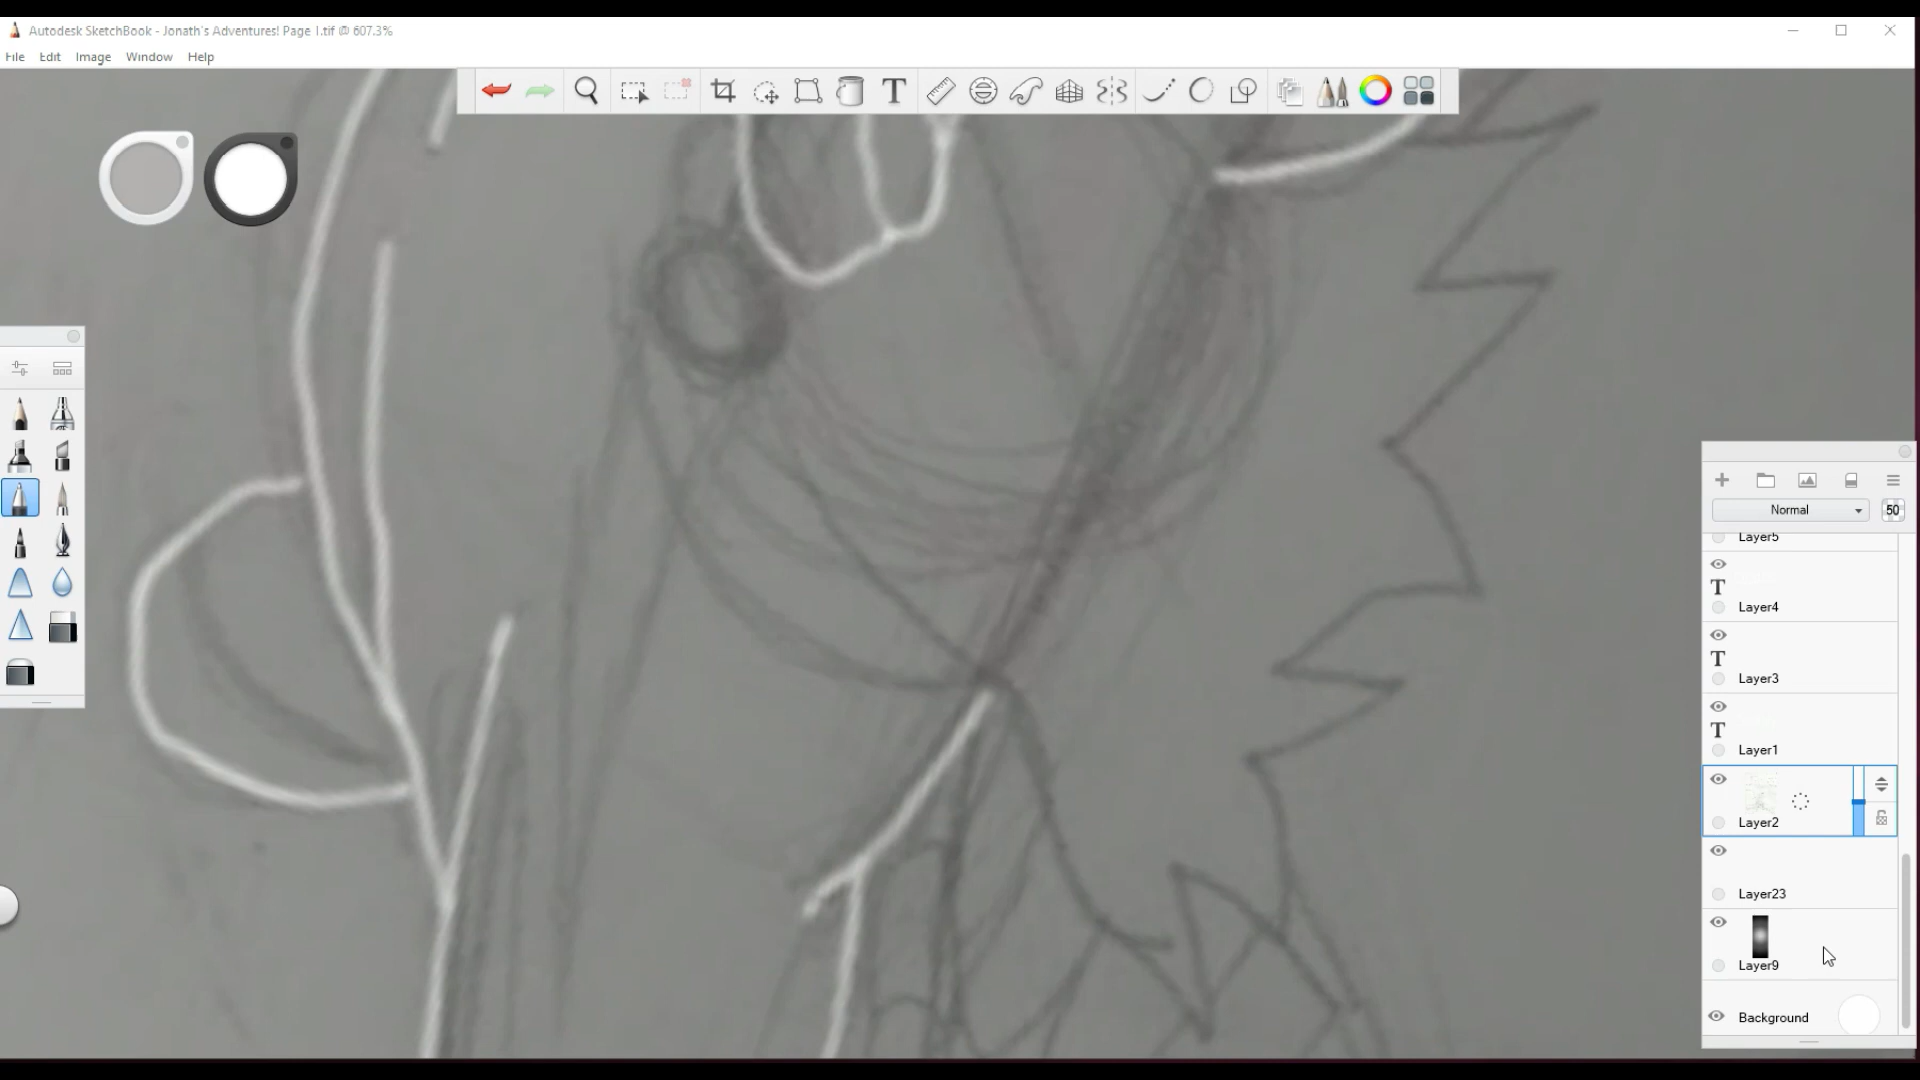 Autodesk SketchBook - Jonath's Adventures! Page 1.tif @ 607.3%
File Edit Image Window Help
T
Normal 50
Layer5
T
Layer4
T
Layer3
T
Layer1
Layer2
Layer23
Layer9
Background